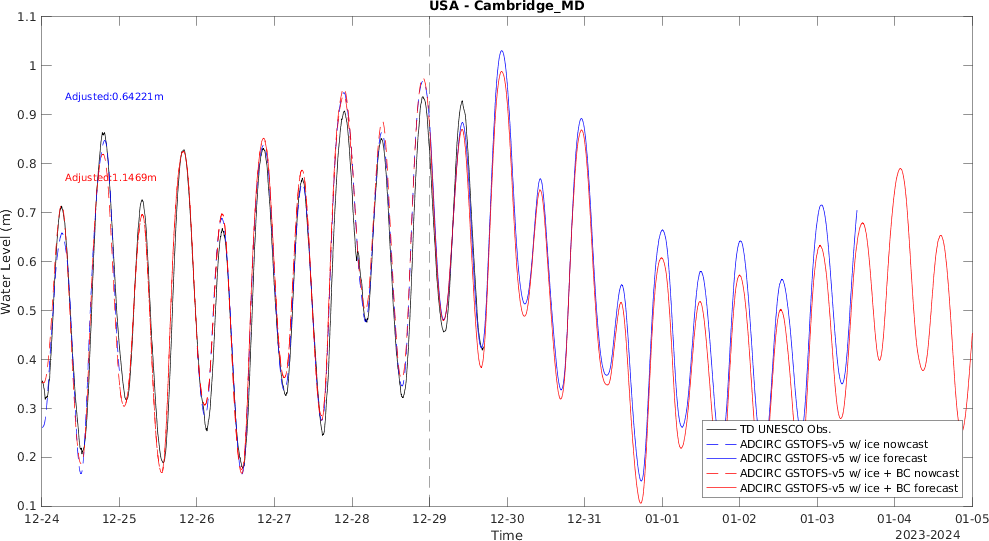 USA - Cambridge_MD
1.1
1
0.9
0.8
0.7
0.6
0.5
0.4
0.3
0.2
0.1
Water Level (m)
Adjusted:0.64221m
Adjusted:1.1469m
TD UNESCO Obs.
ADCIRC GSTOFS-v5 w/ ice nowcast
ADCIRC GSTOFS-v5 w/ ice forecast
ADCIRC GSTOFS-v5 w/ ice + BC nowcast
ADCIRC GSTOFS-v5 w/ ice + BC forecast
12-24 12-25 12-26 12-27 12-28 12-29 12-30 12-31 01-01 01-02 01-03 01-04 01-05
Time
2023-2024